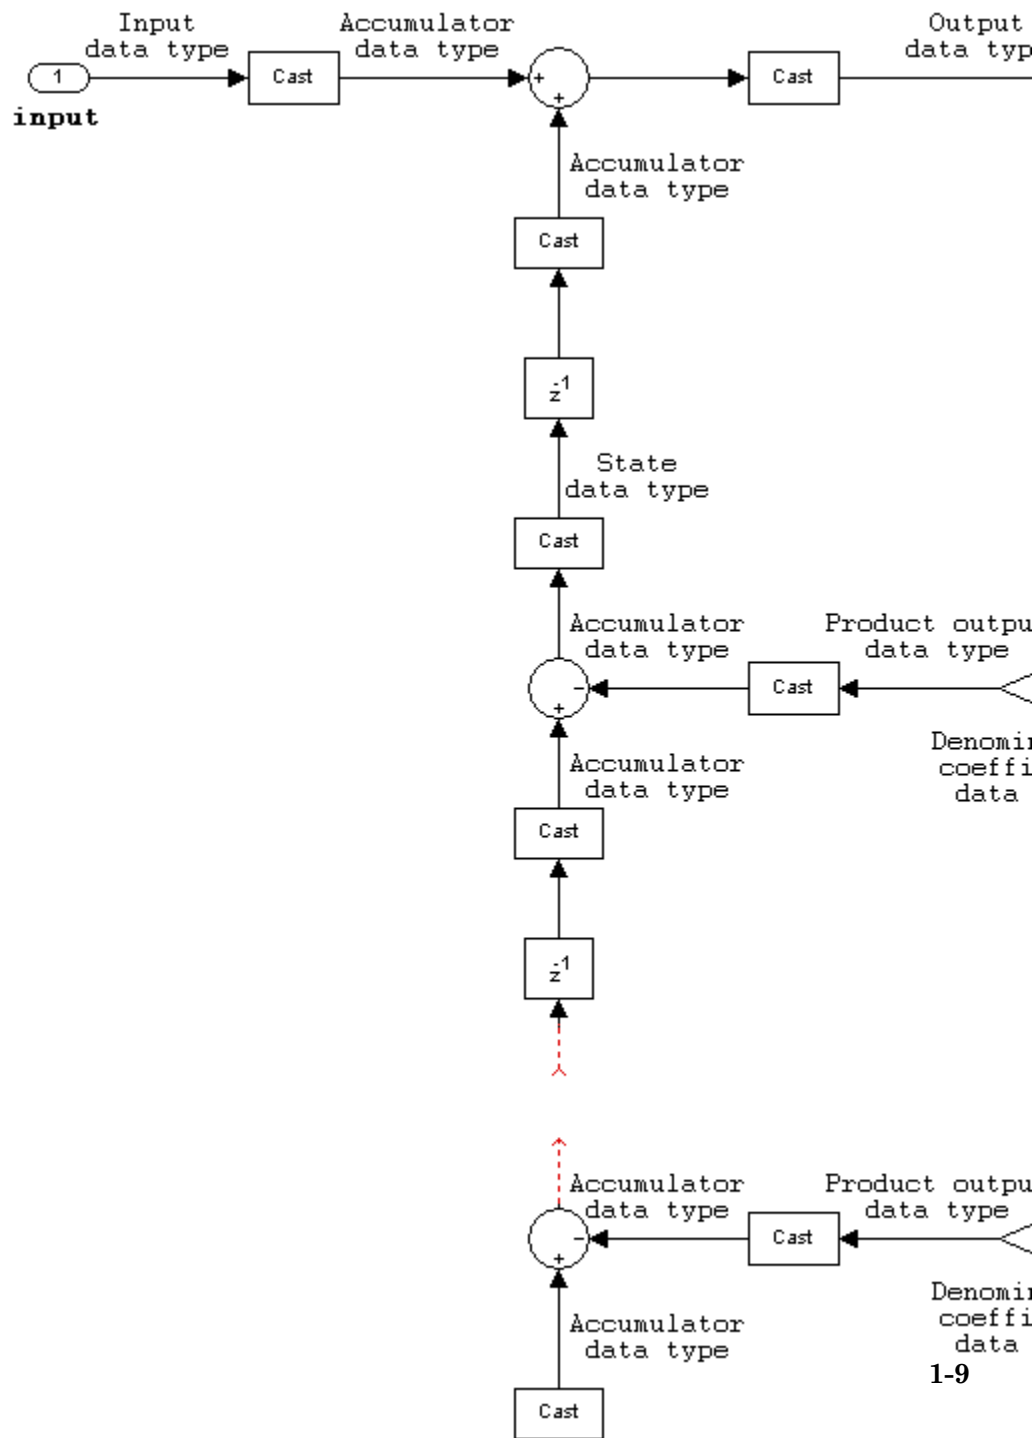 Input
data type
Accumulator
data type
Output
data typ
1
Cast
+
+
Cast
input
Accumulator
data type
Cast
z-1
State
data type
Cast
Accumulator
data type
Product outpu
data type
-
+
Cast
Accumulator
data type
Denomi
coeffi
data
Cast
z-1
Accumulator
data type
Product outpu
data type
-
+
Cast
Accumulator
data type
Denomi
coeffi
data
1-9
Cast